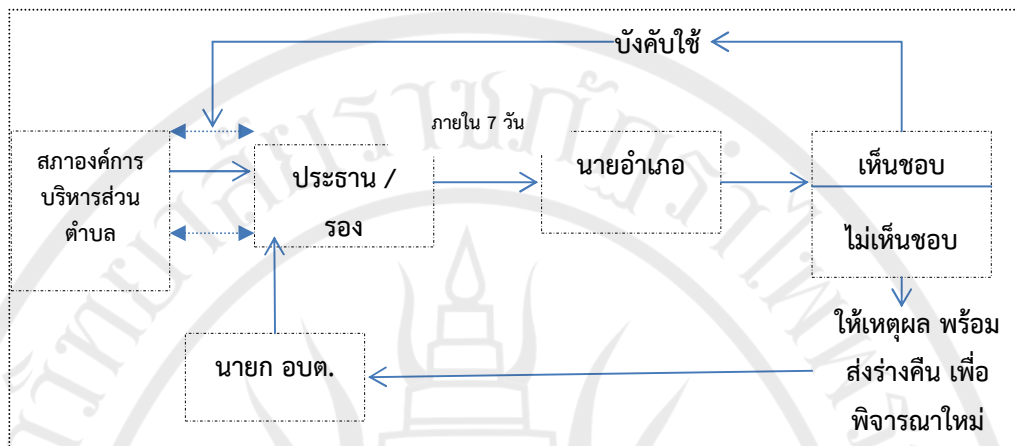 บังคับใช้
ภายใน 7 วัน
สภาองค์การ
บริหารส่วน
ตำบล
ประธาน /
รอง
นายอำเภอ
เห็นชอบ
ไม่เห็นชอบ
ให้เหตุผล พร้อม
ส่งร่างคืน เพื่อ
พิจารณาใหม่
นายก อบต.